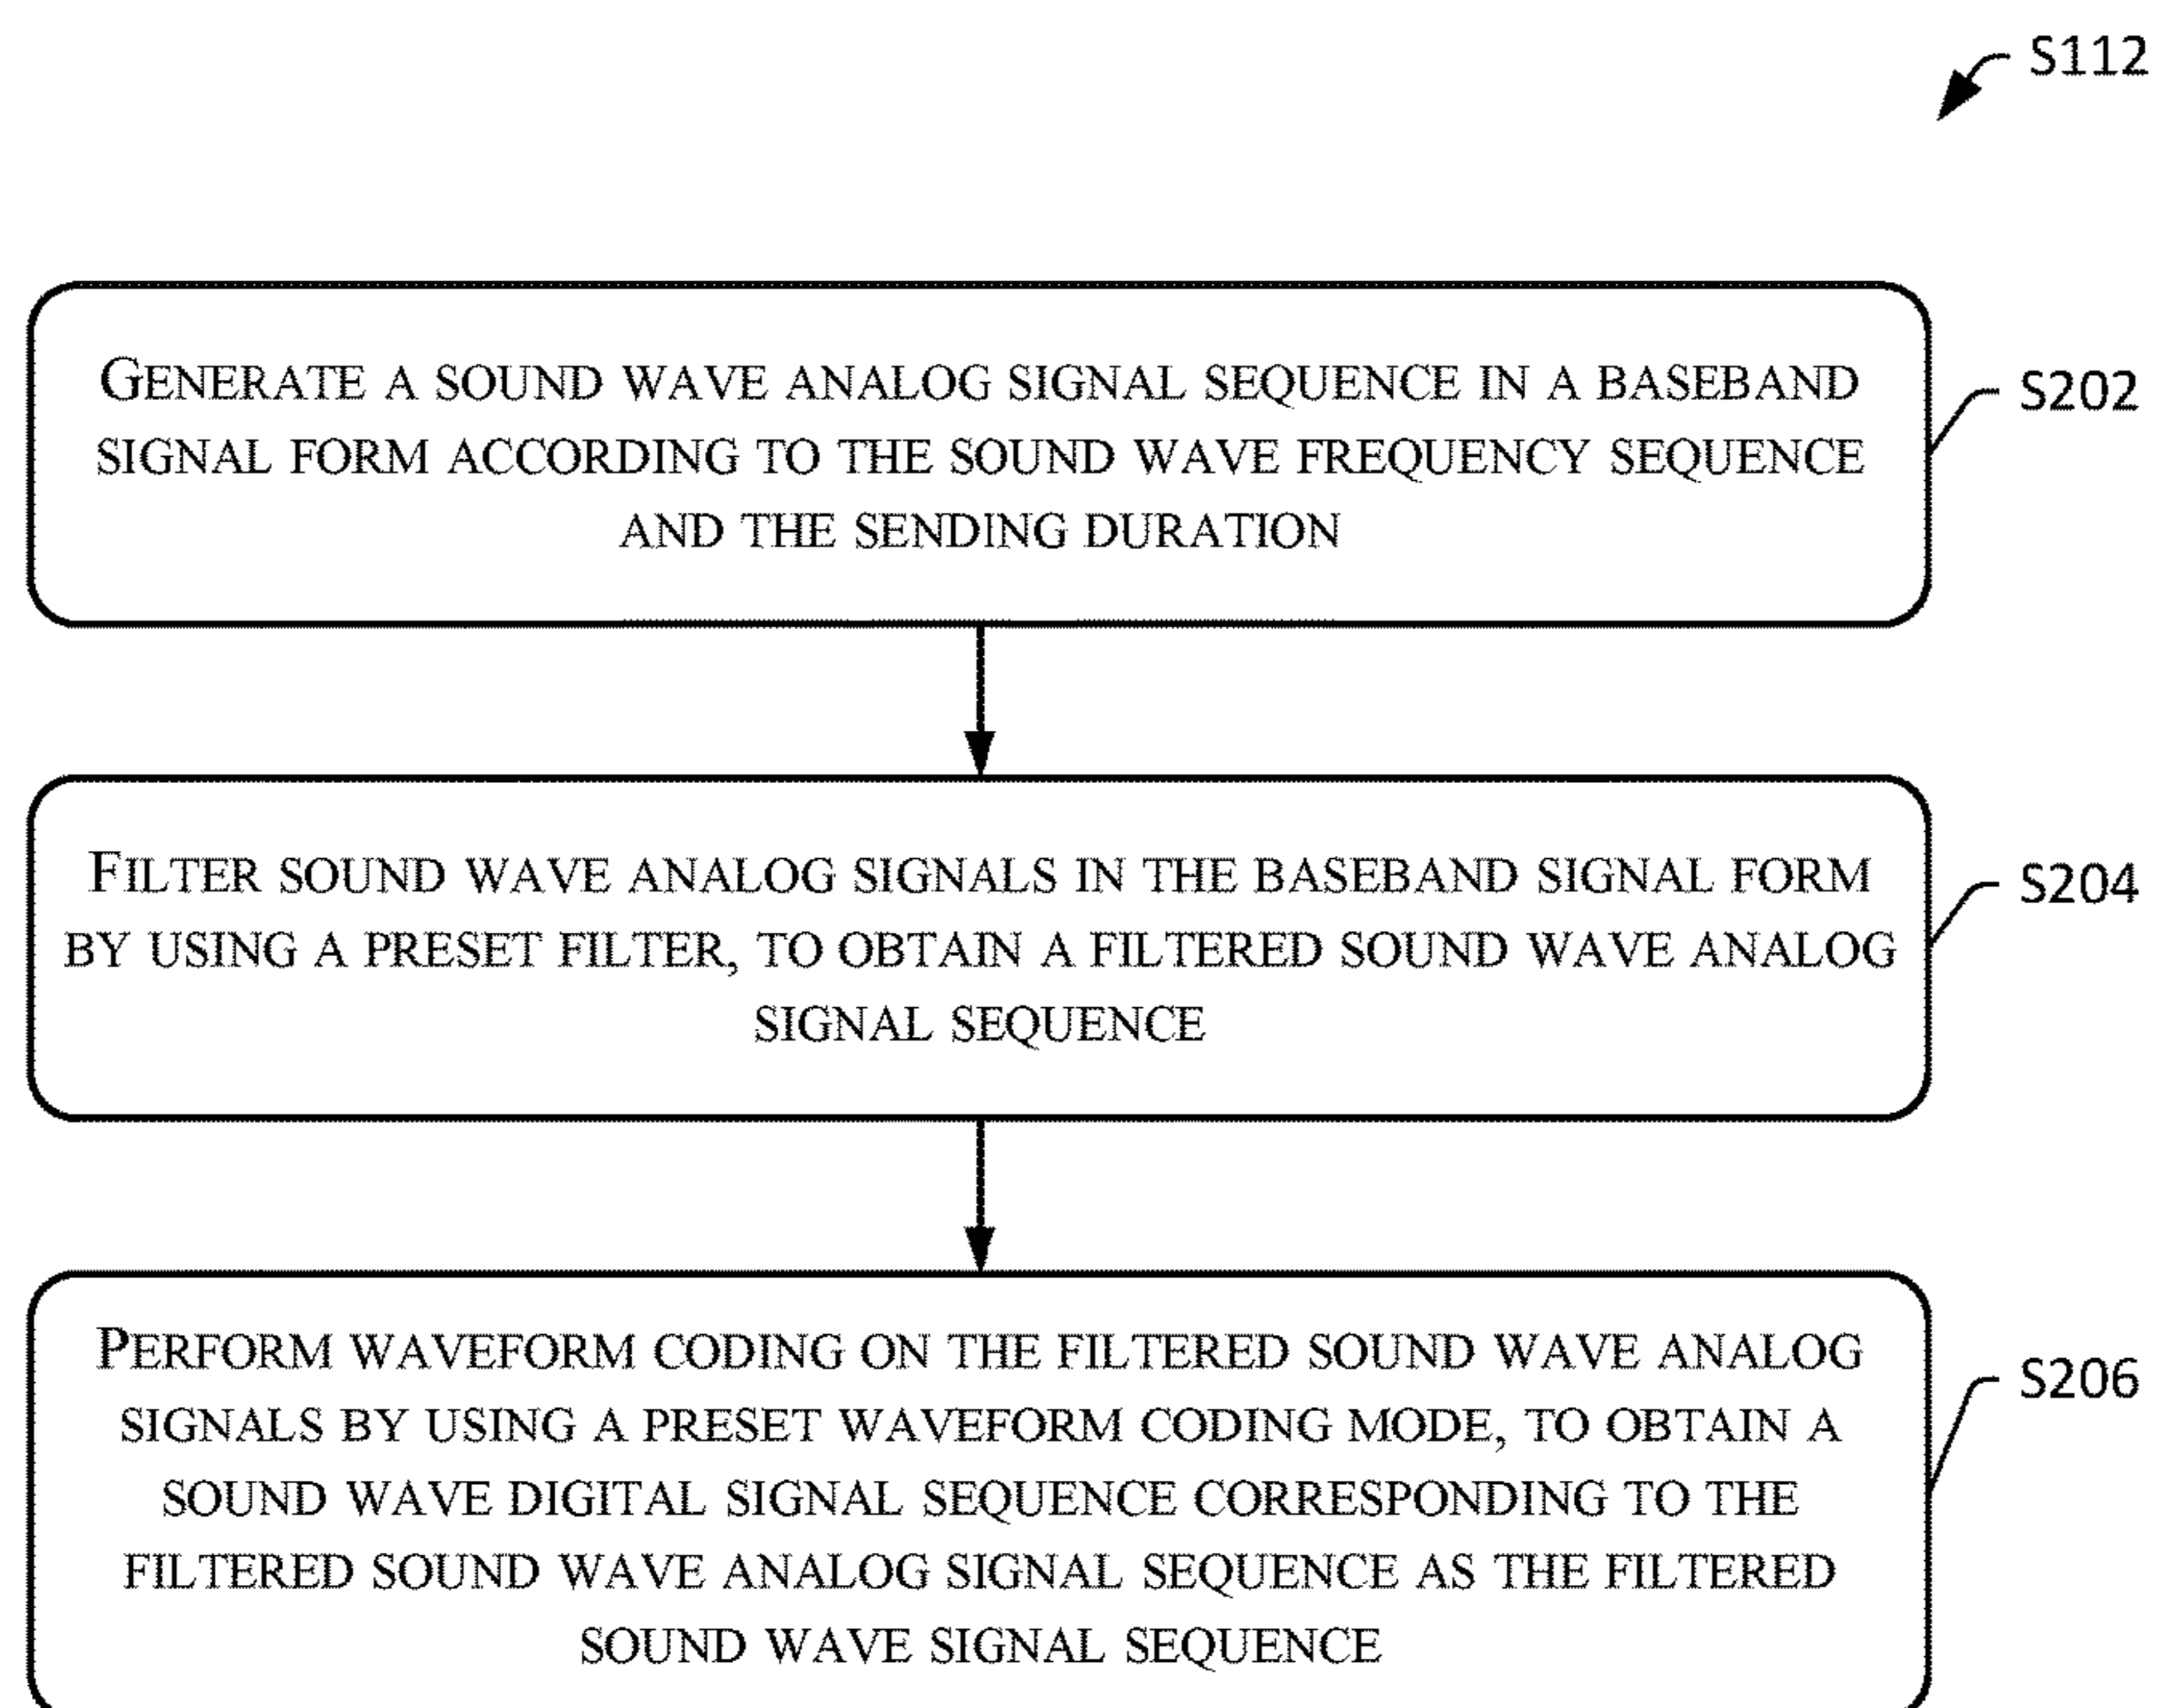 S112
GENERATE A SOUND WAVE ANALOG SIGNAL SEQUENCE IN A BASEBAND
SIGNAL FORM ACCORDING TO THE SOUND WAVE FREQUENCY SEQUENCE
AND THE SENDING DURATION
S202
FILTER SOUND WAVE ANALOG SIGNALS IN THE BASEBAND SIGNAL FORM
BY USING A PRESET FILTER, TO OBTAIN A FILTERED SOUND WAVE ANALOG
SIGNAL SEQUENCE
S204
PERFORM WAVEFORM CODING ON THE FILTERED SOUND WAVE ANALOG
SIGNALS BY USING A PRESET WAVEFORM CODING MODE, TO OBTAIN A
SOUND WAVE DIGITAL SIGNAL SEQUENCE CORRESPONDING TO THE
FILTERED SOUND WAVE ANALOG SIGNAL SEQUENCE AS THE FILTERED
SOUND WAVE SIGNAL SEQUENCE
S206